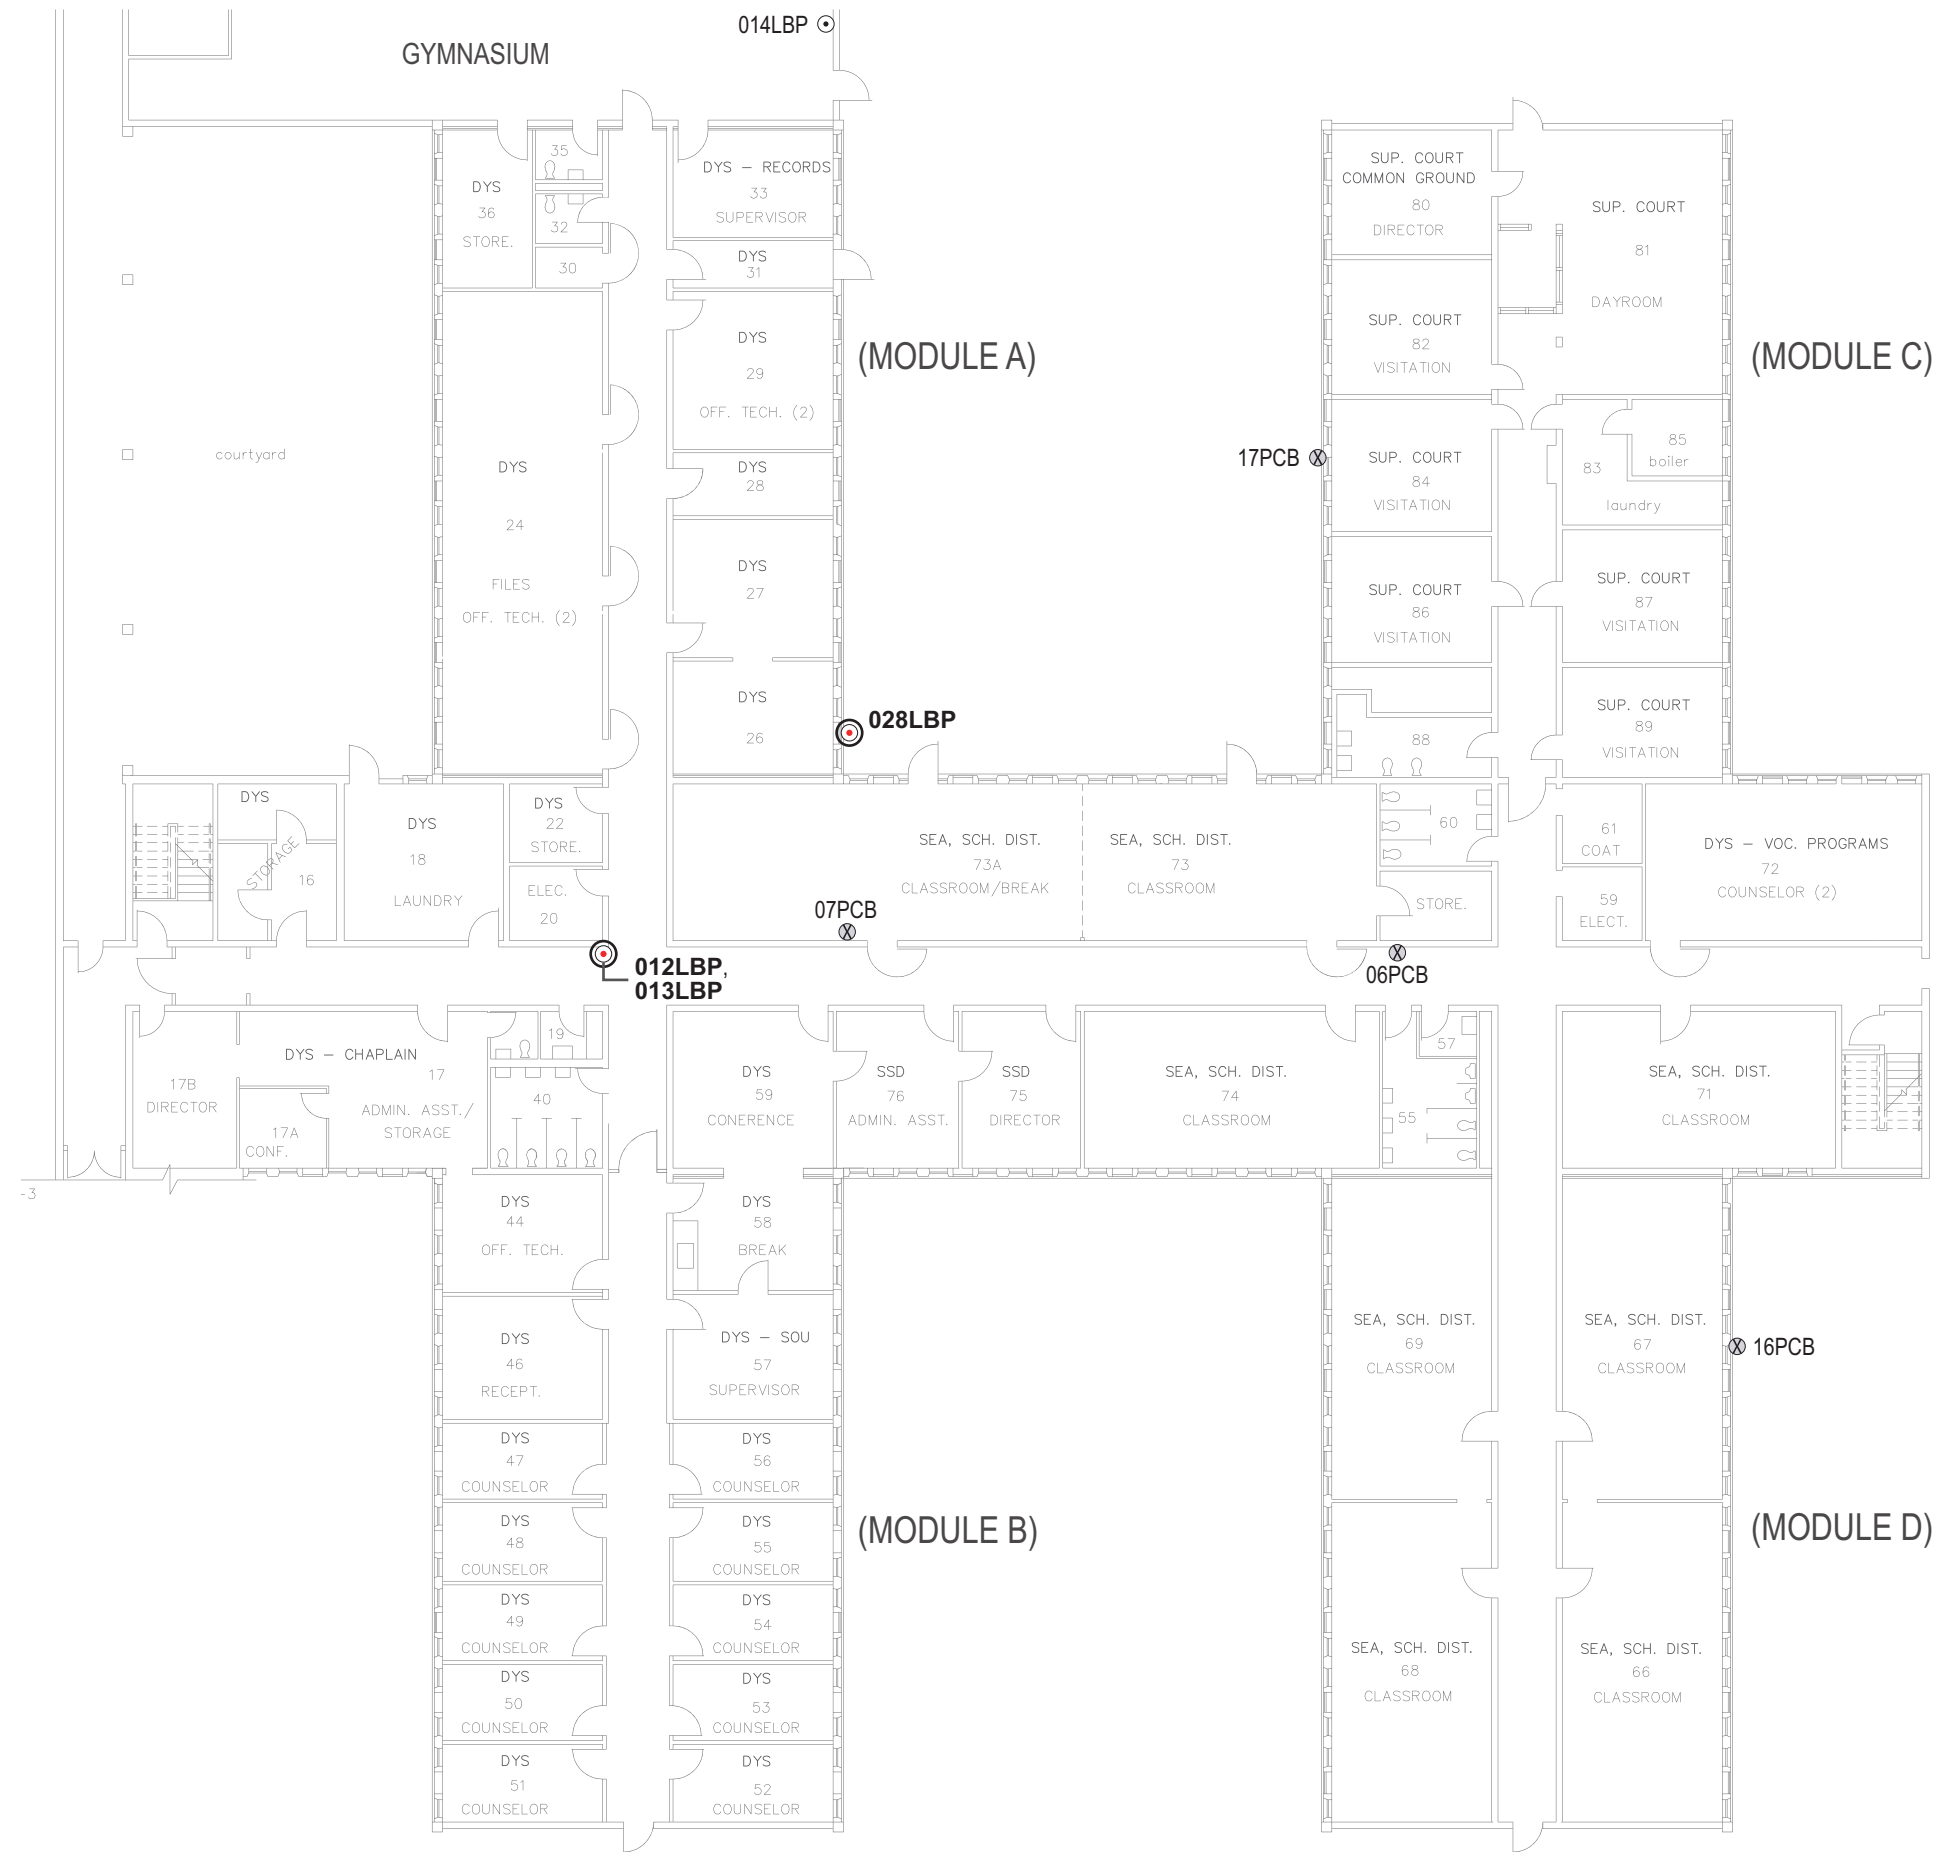 014LBP
GYMNASIUM
35
DYS
36
STORE.
32
30
DYS – RECORDS
33
SUPERVISOR
DYS
31
SUP. COURT
COMMON GROUND
80
DIRECTOR
SUP. COURT
81
DAYROOM
DYS
29
OFF. TECH. (2)
(MODULE A)
SUP. COURT
82
VISITATION
(MODULE C)
courtyard
DYS
24
FILES
OFF. TECH. (2)
DYS
28
17PCB
SUP. COURT
84
VISITATION
83
85
boiler
laundry
DYS
27
SUP. COURT
86
VISITATION
SUP. COURT
87
VISITATION
DYS
26
028LBP
88
SUP. COURT
89
VISITATION
DYS
STORAGE
16
DYS
18
LAUNDRY
DYS
22
STORE.
ELEC.
20
SEA, SCH. DIST.
73A
CLASSROOM/BREAK
SEA, SCH. DIST.
73
CLASSROOM
60
STORE.
61
COAT
59
ELECT.
DYS – VOC. PROGRAMS
72
COUNSELOR (2)
07PCB
012LBP,
013LBP
06PCB
17B
DIRECTOR
DYS – CHAPLAIN
17
ADMIN. ASST./
STORAGE
17A
CONF.
19
40
DYS
59
CONERENCE
SSD
76
ADMIN. ASST.
SSD
75
DIRECTOR
SEA, SCH. DIST.
74
CLASSROOM
57
55
SEA, SCH. DIST.
71
CLASSROOM
-3
DYS
44
OFF. TECH.
DYS
58
BREAK
DYS
46
RECEPT.
DYS – SOU
57
SUPERVISOR
SEA, SCH. DIST.
69
CLASSROOM
SEA, SCH. DIST.
67
CLASSROOM
16PCB
DYS
47
COUNSELOR
DYS
56
COUNSELOR
DYS
48
COUNSELOR
DYS
55
COUNSELOR
(MODULE B)
(MODULE D)
DYS
49
COUNSELOR
DYS
54
COUNSELOR
SEA, SCH. DIST.
68
CLASSROOM
SEA, SCH. DIST.
66
CLASSROOM
DYS
50
COUNSELOR
DYS
53
COUNSELOR
DYS
51
COUNSELOR
DYS
52
COUNSELOR